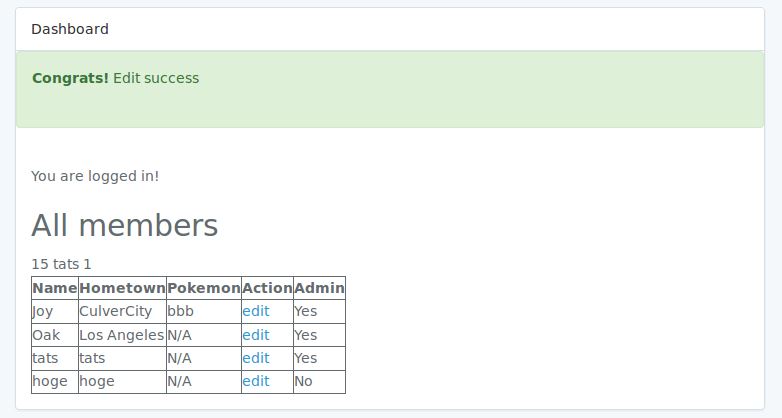 Dashboard
Congrats! Edit success
You are logged in!
All members
15 tats 1
Name Hometown Pokemon Action Admin
Joy CulverCity bbb edit Yes
Oak Los Angeles N/A edit Yes
tats tats N/A edit Yes
hoge hoge N/A edit No